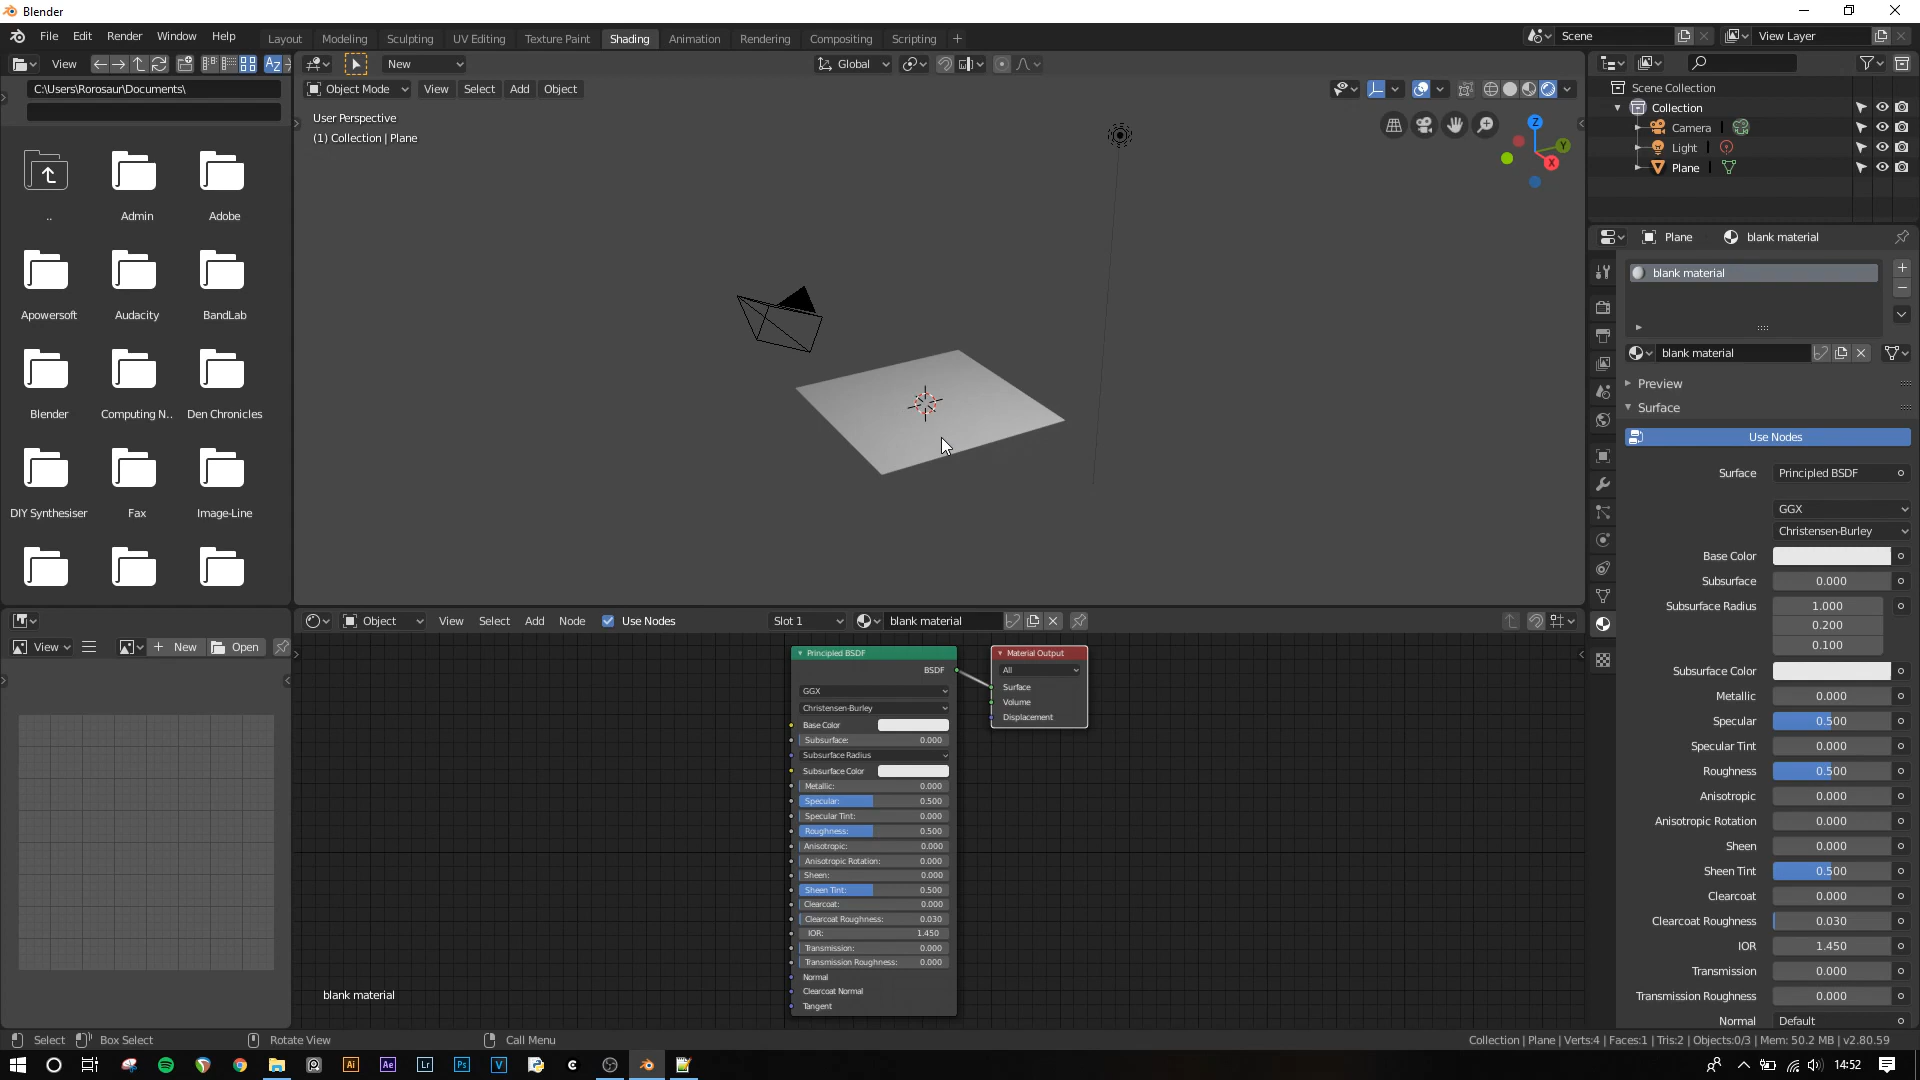 Blender
File Edit Render Window Help
Layout Modeling Sculpting UV Editing Texture Paint Shading Animation Rendering Compositing Scripting +
Scene
View Layer
View
New
Global
C:\Users\Rorosaur\Documents\
Object Mode View Select Add Object
User Perspective
(1) Collection | Plane
Z
Y
X
Scene Collection
Collection
Camera
Light
Plane
..
Admin
Adobe
Apowersoft
Audacity
BandLab
Blender
Computing N..
Den Chronicles
DIY Synthesiser
Fax
Image-Line
Plane blank material
blank material
blank material
Preview
Surface
Use Nodes
Surface Principled BSDF
GGX
Christensen-Burley
Base Color
Subsurface 0.000
Subsurface Radius 1.000
0.200
0.100
Subsurface Color
Metallic 0.000
Specular 0.500
Specular Tint 0.000
Roughness 0.500
Anisotropic 0.000
Anisotropic Rotation 0.000
Sheen 0.000
Sheen Tint 0.500
Clearcoat 0.000
Clearcoat Roughness 0.030
IOR 1.450
Transmission 0.000
Transmission Roughness 0.000
Normal Default
View New Open
Object View Select Add Node Use Nodes Slot 1 blank material
Principled BSDF
BSDF
GGX
Christensen-Burley
Base Color
Subsurface: 0.000
Subsurface Radius
Subsurface Color
Metallic: 0.000
Specular: 0.500
Specular Tint: 0.000
Roughness: 0.500
Anisotropic: 0.000
Anisotropic Rotation: 0.000
Sheen: 0.000
Sheen Tint: 0.500
Clearcoat: 0.000
Clearcoat Roughness: 0.030
IOR: 1.450
Transmission: 0.000
Transmission Roughness: 0.000
Normal
Clearcoat Normal
Tangent
Material Output
All
Surface
Volume
Displacement
blank material
Select Box Select Rotate View Call Menu
Collection | Plane | Verts:4 | Faces:1 | Tris:2 | Objects:0/3 | Mem: 50.2 MB | v2.80.59
Ai Ae Lr Ps V
14:52